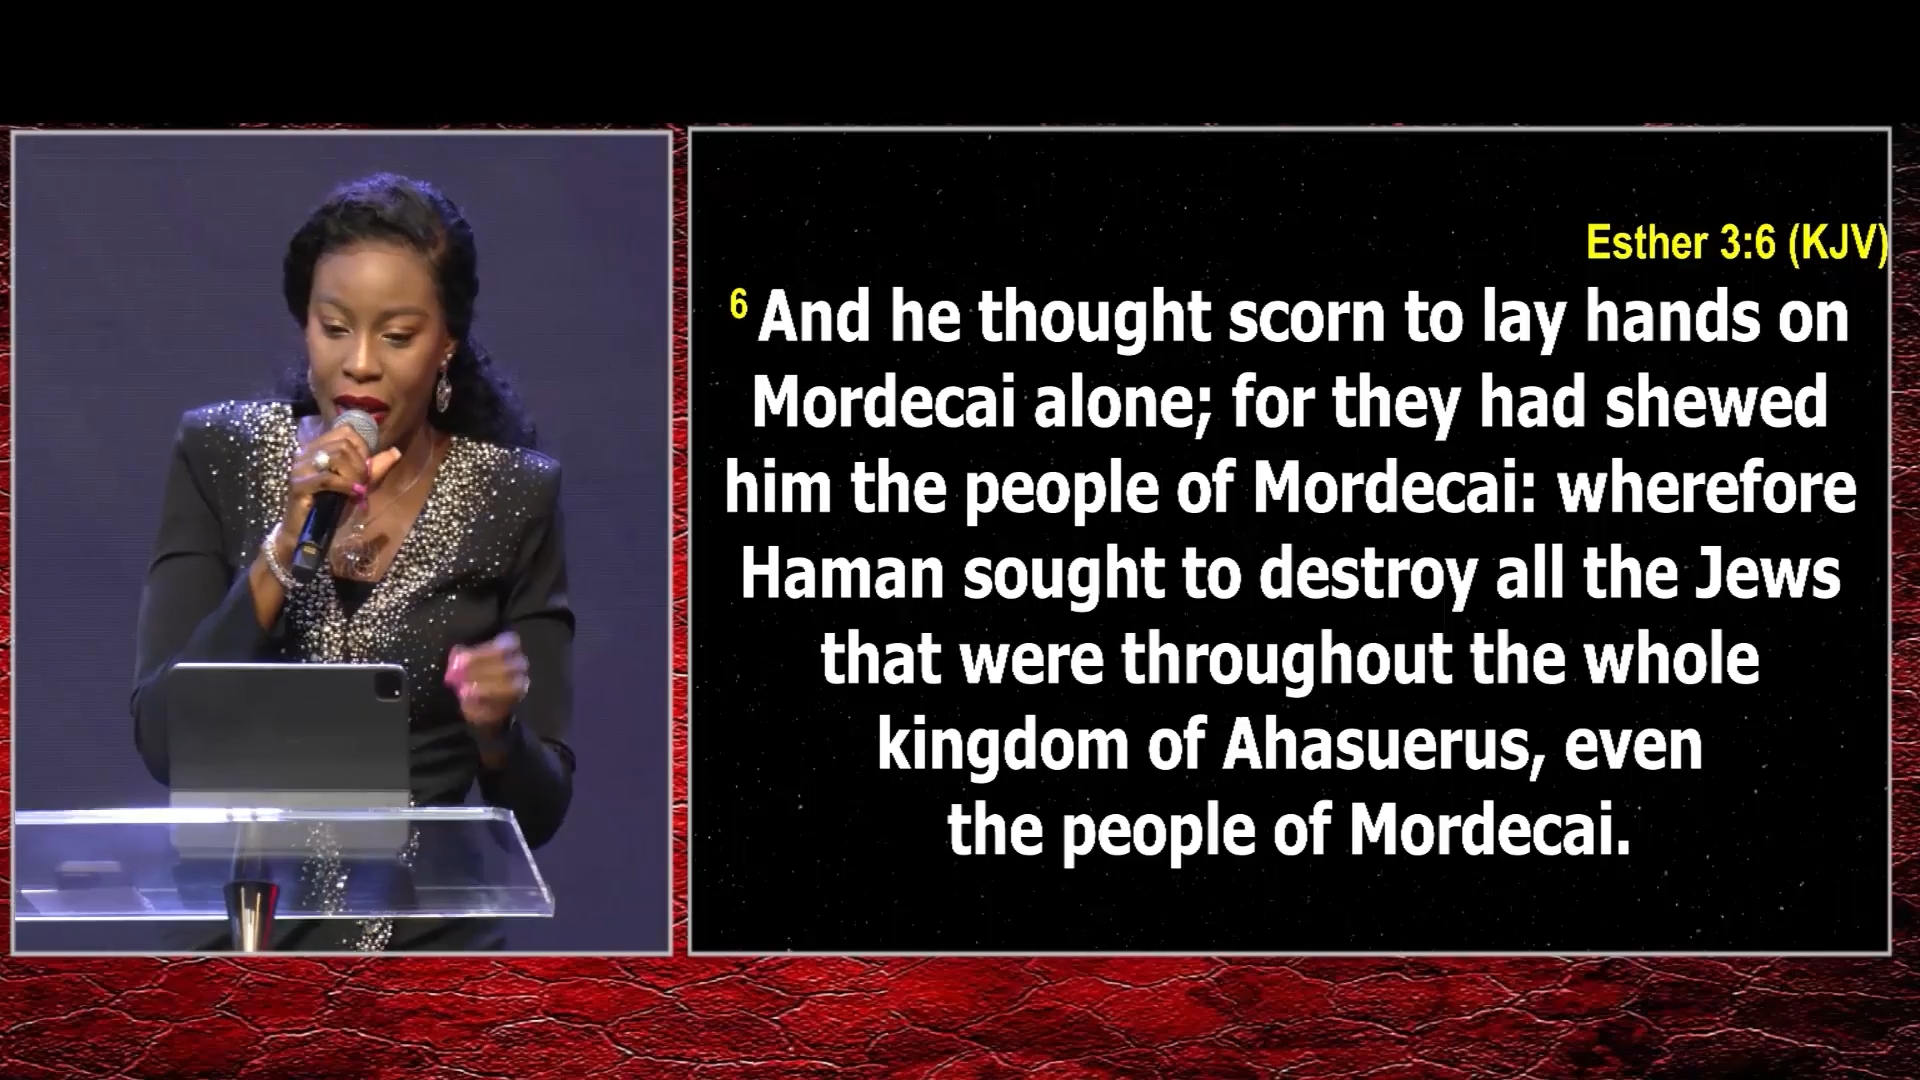 Esther 3:6 (KJV)
6 And he thought scorn to lay hands on
Mordecai alone; for they had shewed
him the people of Mordecai: wherefore
Haman sought to destroy all the Jews
that were throughout the whole
kingdom of Ahasuerus, even
the people of Mordecai.